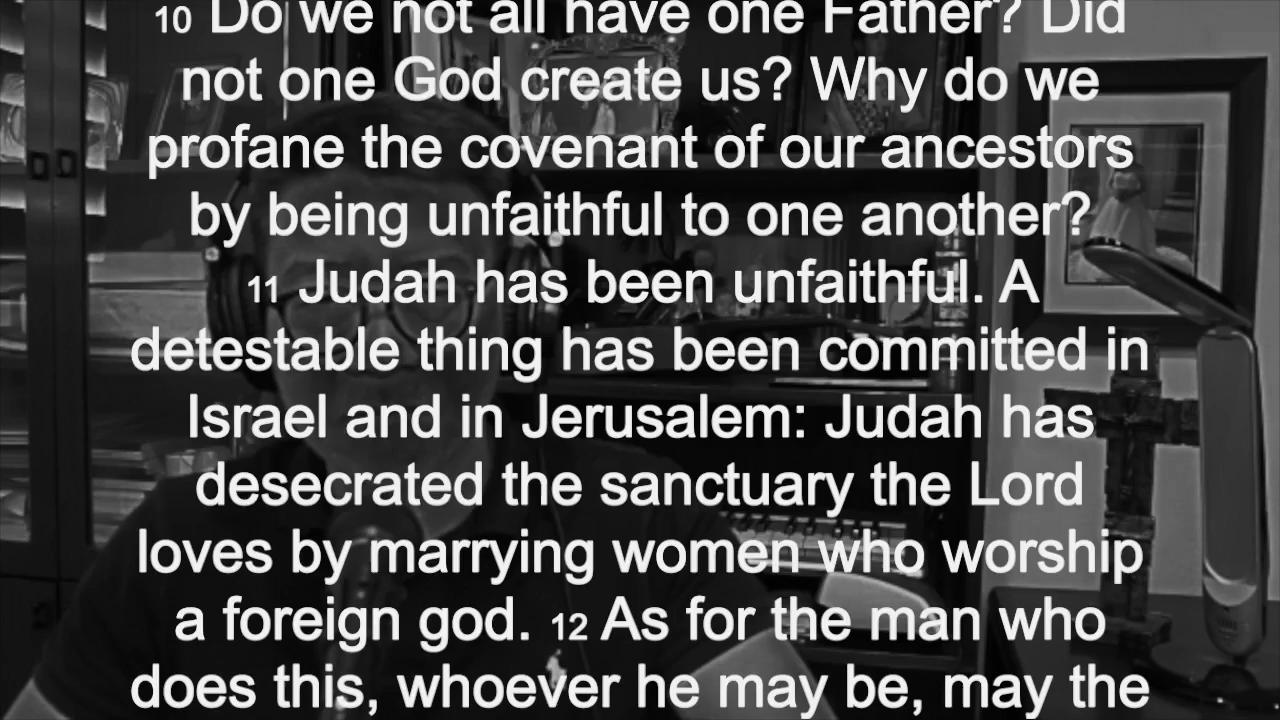 10 Do we not all have one Father? Did
not one God create us? Why do we
profane the covenant of our ancestors
by being unfaithful to one another?
11 Judah has been unfaithful. A
detestable thing has been committed in
Israel and in Jerusalem: Judah has
desecrated the sanctuary the Lord
loves by marrying women who worship
a foreign god. 12 As for the man who
does this, whoever he may be, may the